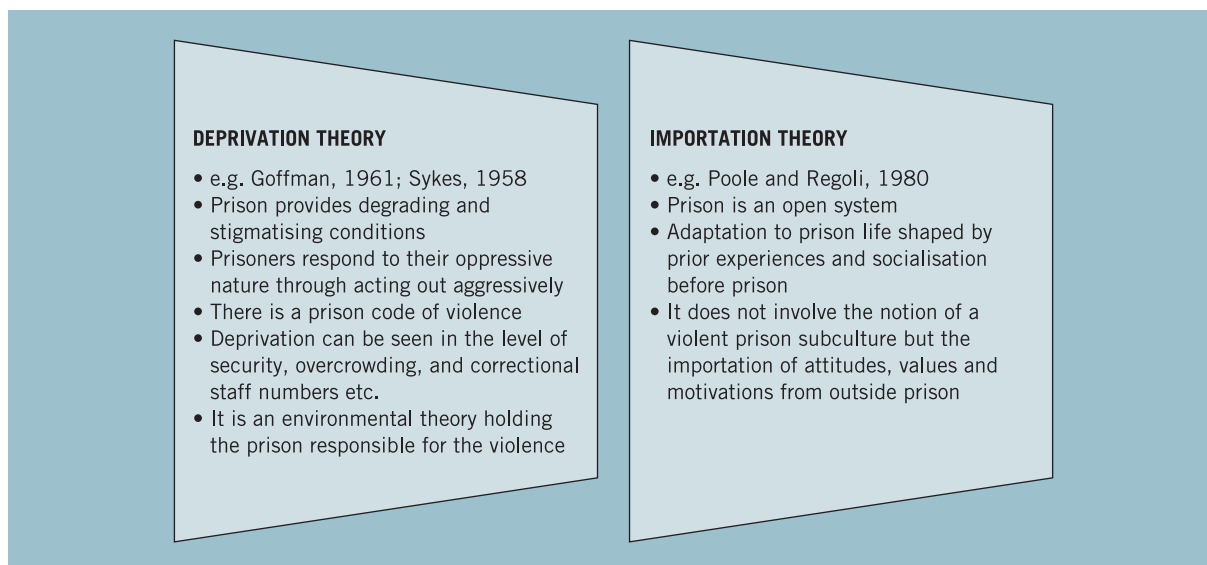 DEPRIVATION THEORY
• e.g. Goffman, 1961; Sykes, 1958
• Prison provides degrading and
stigmatising conditions
• Prisoners respond to their oppressive
nature through acting out aggressively
• There is a prison code of violence
• Deprivation can be seen in the level of
security, overcrowding, and correctional
staff numbers etc.
• It is an environmental theory holding
the prison responsible for the violence
IMPORTATION THEORY
• e.g. Poole and Regoli, 1980
• Prison is an open system
• Adaptation to prison life shaped by
prior experiences and socialisation
before prison
• It does not involve the notion of a
violent prison subculture but the
importation of attitudes, values and
motivations from outside prison